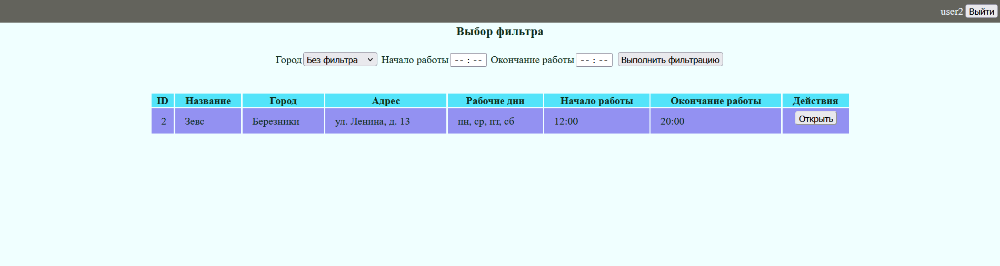 user2 Выйти
Выбор фильтра
Город Без фильтра Начало работы -- : -- Окончание работы -- : -- Выполнить фильтрацию
ID Название Город Адрес Рабочие дни Начало работы Окончание работы Действия
2 Зевс Березники ул. Ленина, д. 13 пн, ср, пт, сб 12:00 20:00 Открыть